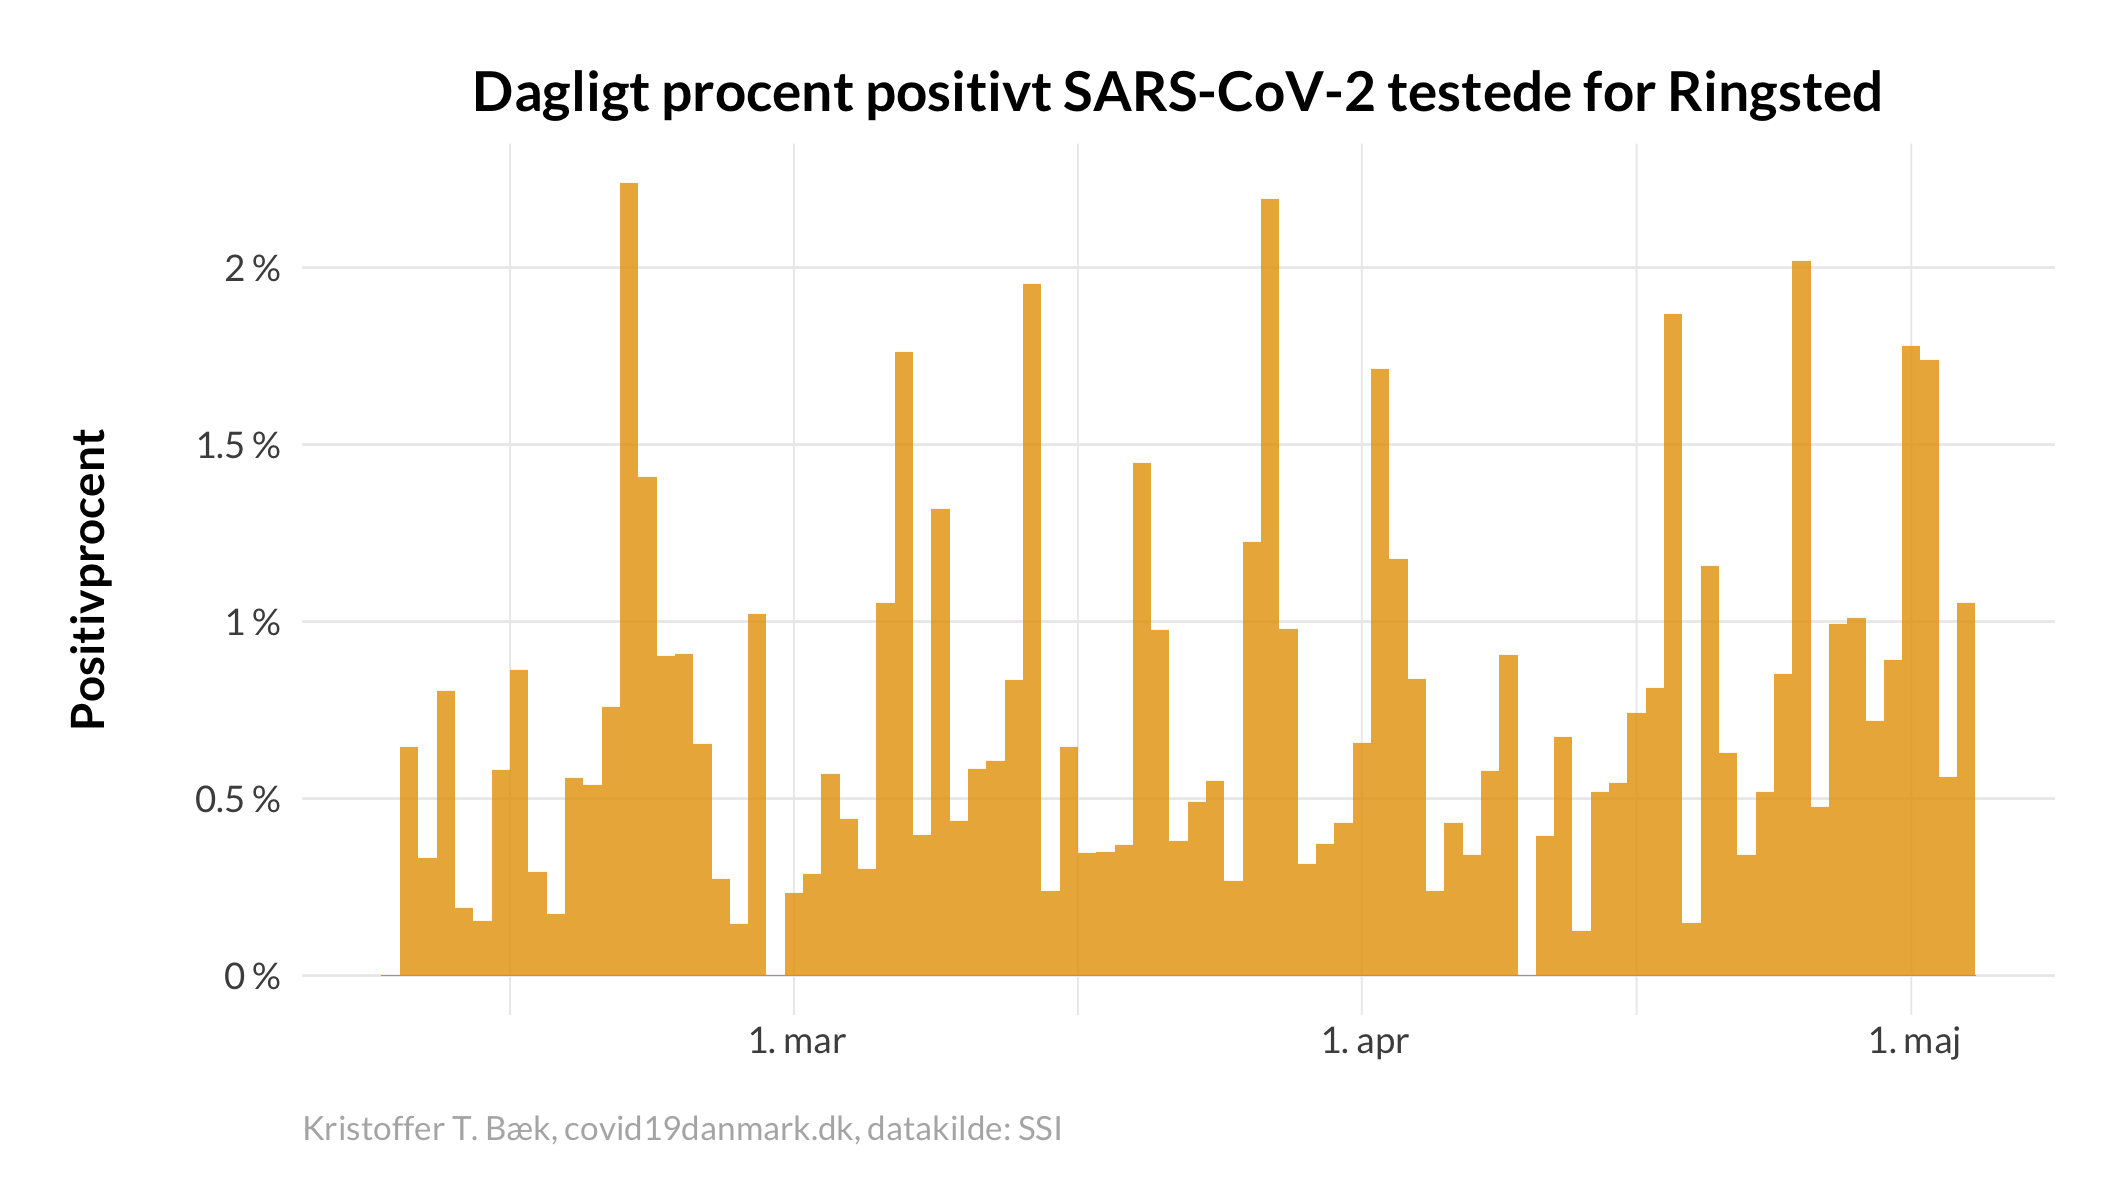 Dagligt procent positivt SARS-CoV-2 testede for Ringsted
Positivprocent
2 %
1.5 %
1 %
0.5 %
0 %
1. mar
1. apr
1. maj
Kristoffer T. Bæk, covid19danmark.dk, datakilde: SSI